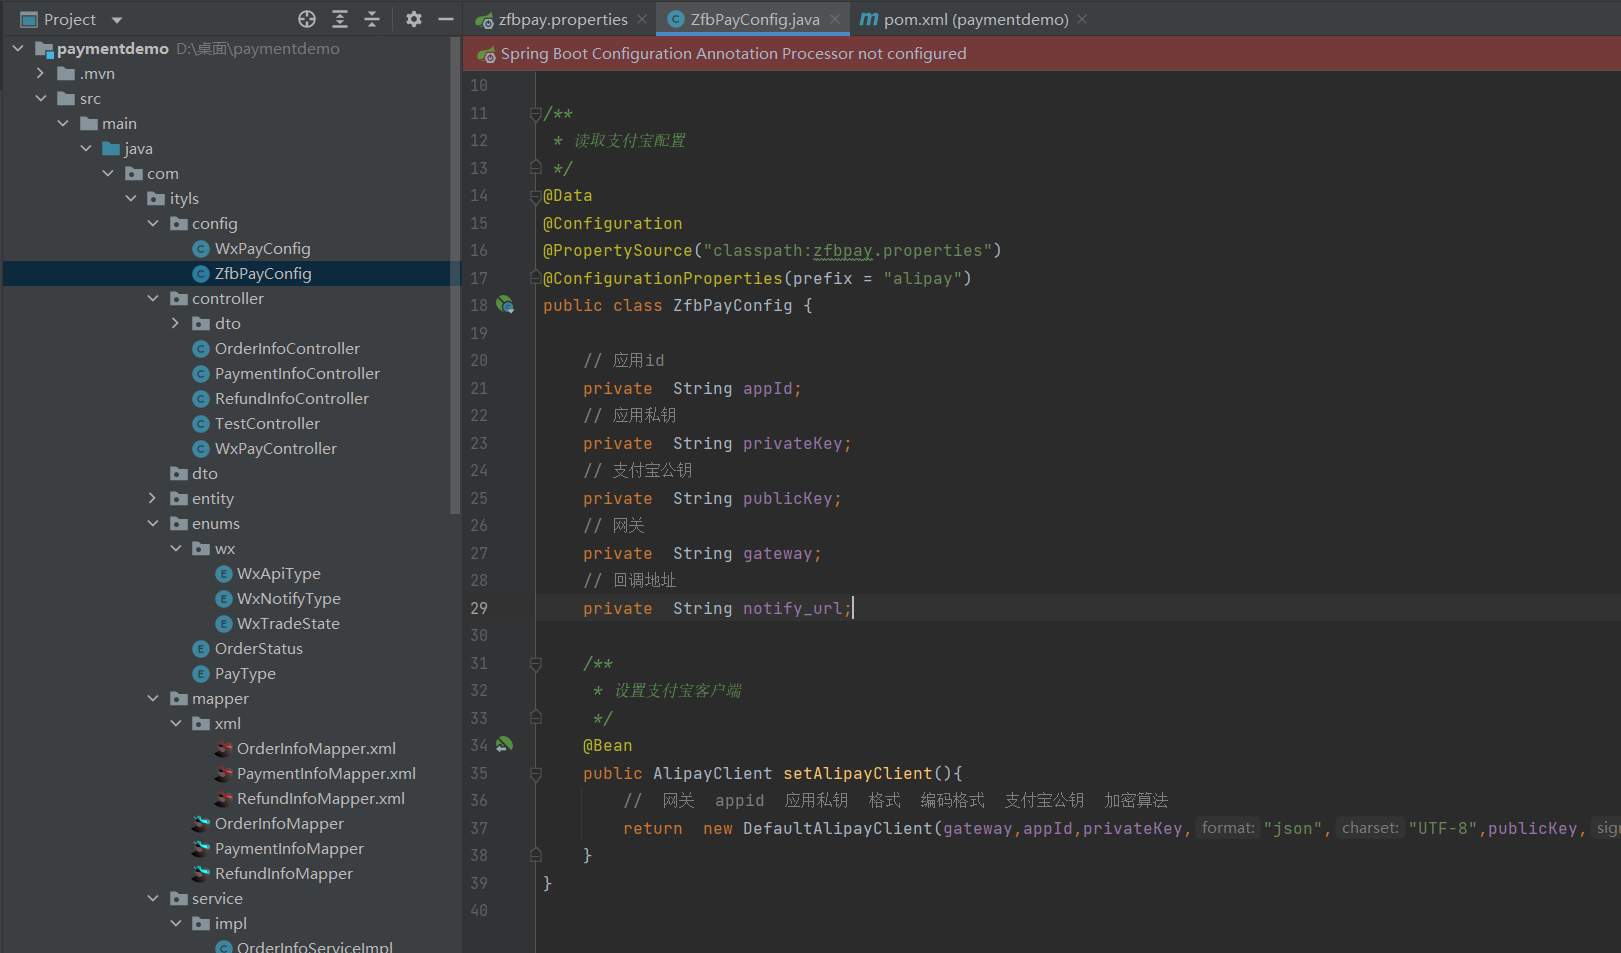 Project
paymentdemo D:\桌面\paymentdemo
.mvn
src
main
java
com
ityls
config
WxPayConfig
ZfbPayConfig
controller
dto
OrderInfoController
PaymentInfoController
RefundInfoController
TestController
WxPayController
dto
entity
enums
wx
WxApiType
WxNotifyType
WxTradeState
OrderStatus
PayType
mapper
xml
OrderInfoMapper.xml
PaymentInfoMapper.xml
RefundInfoMapper.xml
OrderInfoMapper
PaymentInfoMapper
RefundInfoMapper
service
impl
OrderInfoServiceImpl
zfbpay.properties ZfbPayConfig.java pom.xml (paymentdemo)
Spring Boot Configuration Annotation Processor not configured
10
11 /**
12 * 读取支付宝配置
13 */
14 @Data
15 @Configuration
16 @PropertySource("classpath:zfbpay.properties")
17 @ConfigurationProperties(prefix = "alipay")
18 public class ZfbPayConfig {
19
20 // 应用id
21 private String appId;
22 // 应用私钥
23 private String privateKey;
24 // 支付宝公钥
25 private String publicKey;
26 // 网关
27 private String gateway;
28 // 回调地址
29 private String notify_url;
30
31 /**
32 * 设置支付宝客户端
33 */
34 @Bean
35 public AlipayClient setAlipayClient(){
36 // 网关 appid 应用私钥 格式 编码格式 支付宝公钥 加密算法
37 return new DefaultAlipayClient(gateway,appId,privateKey, format: "json", charset: "UTF-8",publicKey, sig
38 }
39 }
40